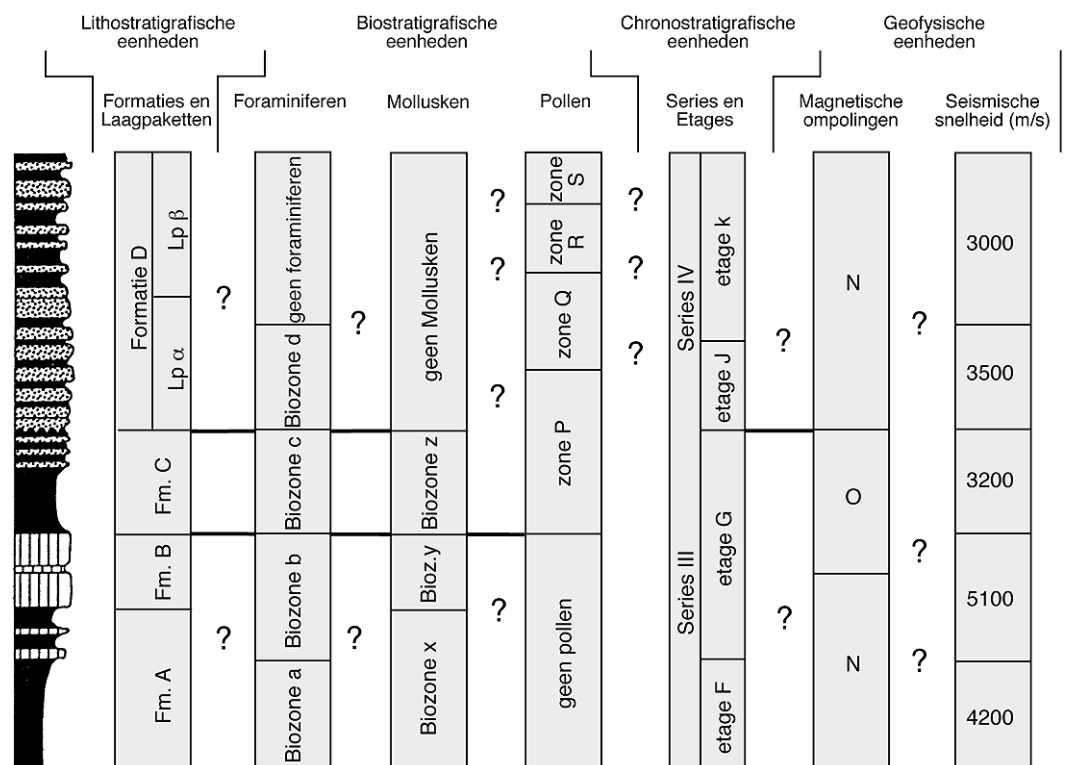 Lithostratigrafische
eenheden
Biostratigrafische
eenheden
Chronostratigrafische
eenheden
Geofysische
eenheden
Formaties en
Laagpaketten
Foraminiferen
Mollusken
Pollen
Series en
Etages
Magnetische
ompolingen
Seismische
snelheid (m/s)
Formatie D
Lp β
Lp α
Fm. C
Fm. B
Fm. A
?
?
geen foraminiferen
Biozone d
Biozone c
Biozone b
Biozone a
?
?
geen Mollusken
Biozone z
Bioz.y
Biozone x
?
?
?
?
zone
S
zone
R
zone Q
zone P
geen pollen
?
?
?
Series IV
Series III
etage k
etage J
etage G
etage F
?
?
N
O
N
?
?
?
3000
3500
3200
5100
4200